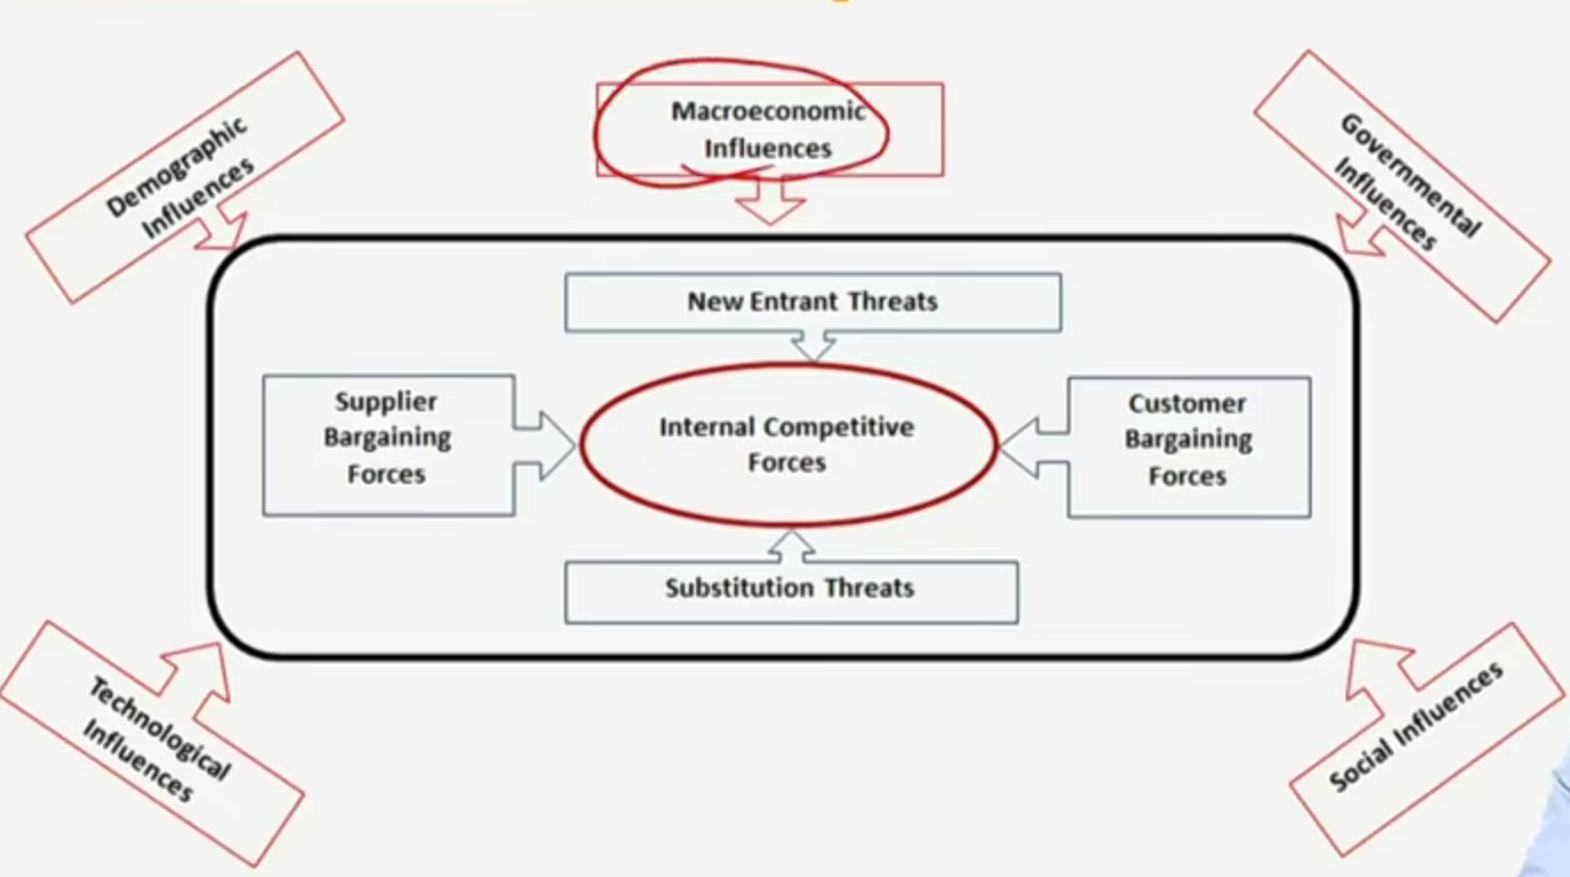 Demographic
Influences
Macroeconomic
Influences
Governmental
Influences
New Entrant Threats
Supplier
Bargaining
Forces
Internal Competitive
Forces
Customer
Bargaining
Forces
Substitution Threats
Technological
Influences
Social Influences